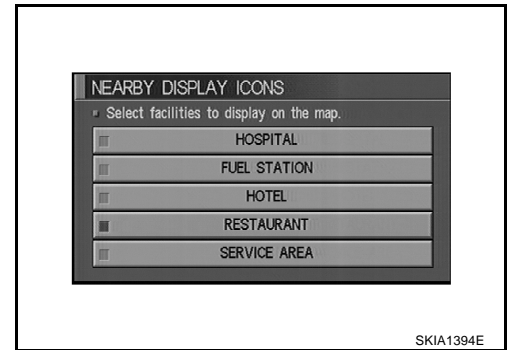 NEARBY DISPLAY ICONS
Select facilities to display on the map.
HOSPITAL
FUEL STATION
HOTEL
RESTAURANT
SERVICE AREA
SKIA1394E